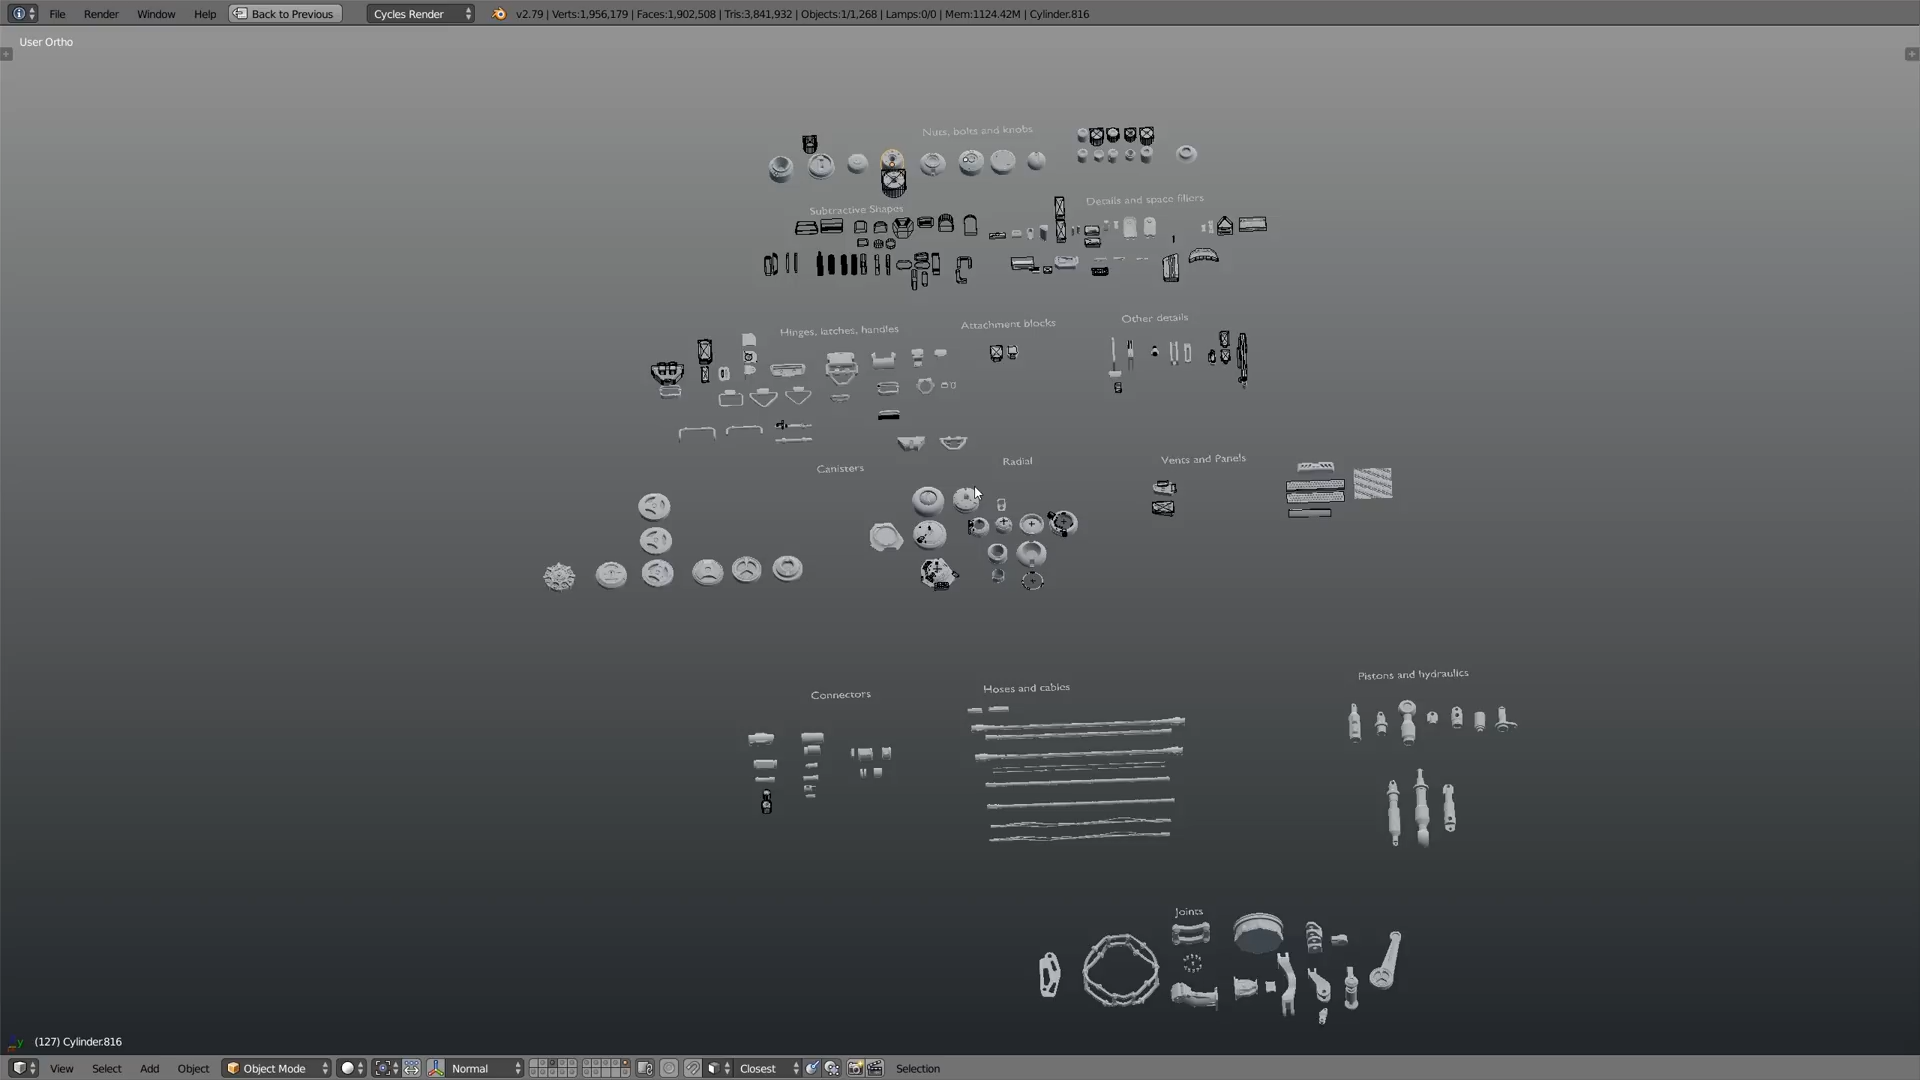 File Render Window Help Back to Previous Cycles Render v2.79 | Verts:1,956,179 | Faces:1,902,508 | Tris:3,841,932 | Objects:1/1,268 | Lamps:0/0 | Mem:1124.42M | Cylinder.816
User Ortho
Nuts, bolts and knobs
Subtractive Shapes
Details and space fillers
Hinges, latches, handles
Attachment blocks
Other details
Canisters
Radial
Vents and Panels
Connectors
Hoses and cables
Pistons and hydraulics
Joints
(127) Cylinder.816
View Select Add Object Object Mode Normal Closest Selection